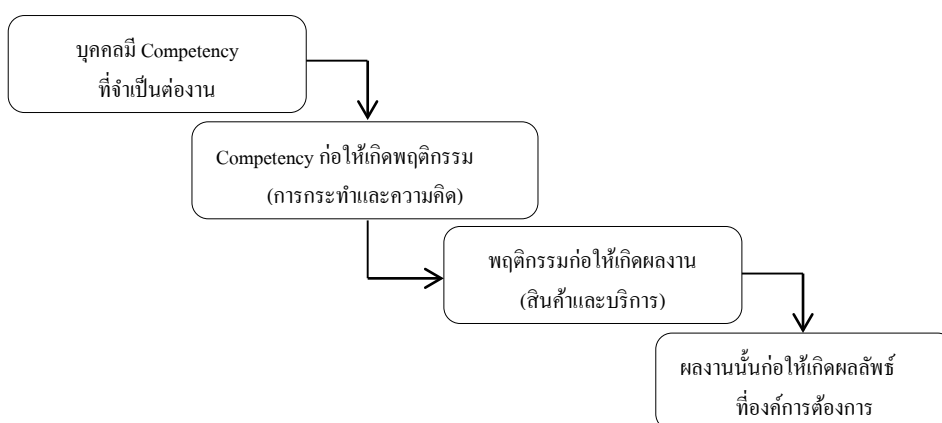 บุคคลมี Competency
ที่จำเป็นต่องาน
Competency ก่อให้เกิดพฤติกรรม
(การกระทำและความคิด)
พฤติกรรมก่อให้เกิดผลงาน
(สินค้าและบริการ)
ผลงานนั้นก่อให้เกิดผลลัพธ์
ที่องค์การต้องการ